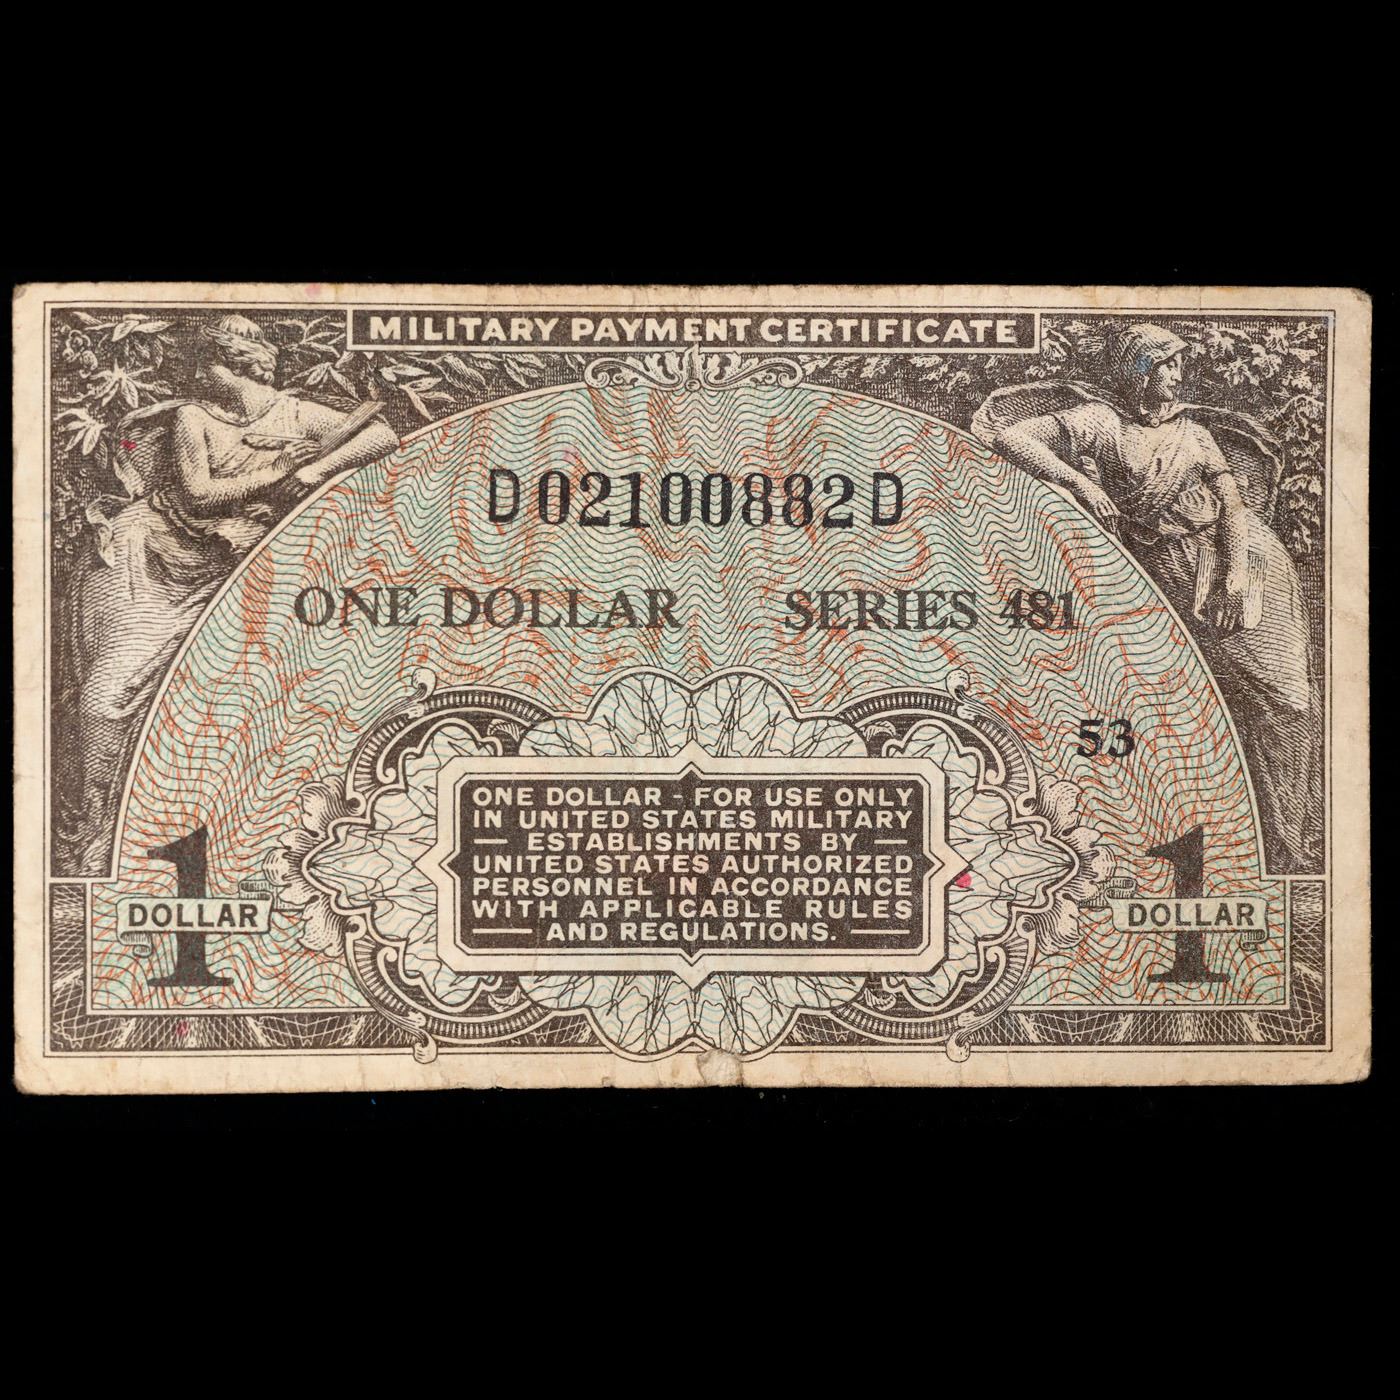 MILITARY PAYMENT CERTIFICATE
D02100882D
ONE DOLLAR SERIES 481
53
ONE DOLLAR - FOR USE ONLY
IN UNITED STATES MILITARY
— ESTABLISHMENTS BY —
UNITED STATES AUTHORIZED
PERSONNEL IN ACCORDANCE
WITH APPLICABLE RULES
— AND REGULATIONS. —
1 DOLLAR
1 DOLLAR